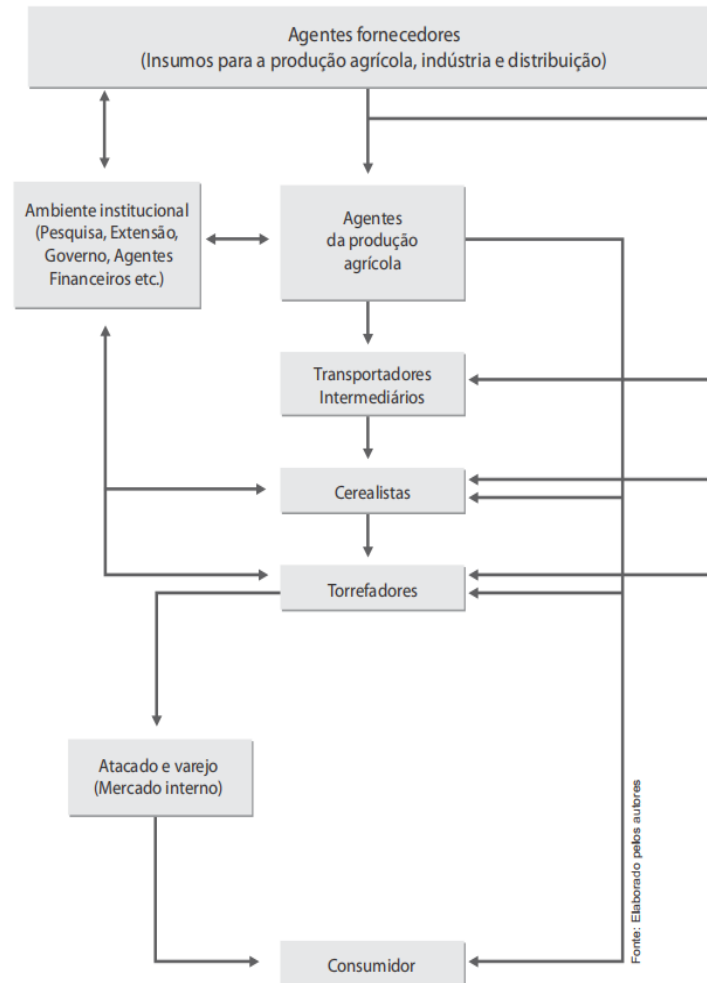 Agentes fornecedores
(Insumos para a produção agrícola, indústria e distribuição)
Ambiente institucional
(Pesquisa, Extensão,
Governo, Agentes
Financeiros etc.)
Agentes
da produção
agrícola
Transportadores
Intermediários
Cerealistas
Torrefadores
Atacado e varejo
(Mercado interno)
Consumidor
Fonte: Elaborado pelos autores